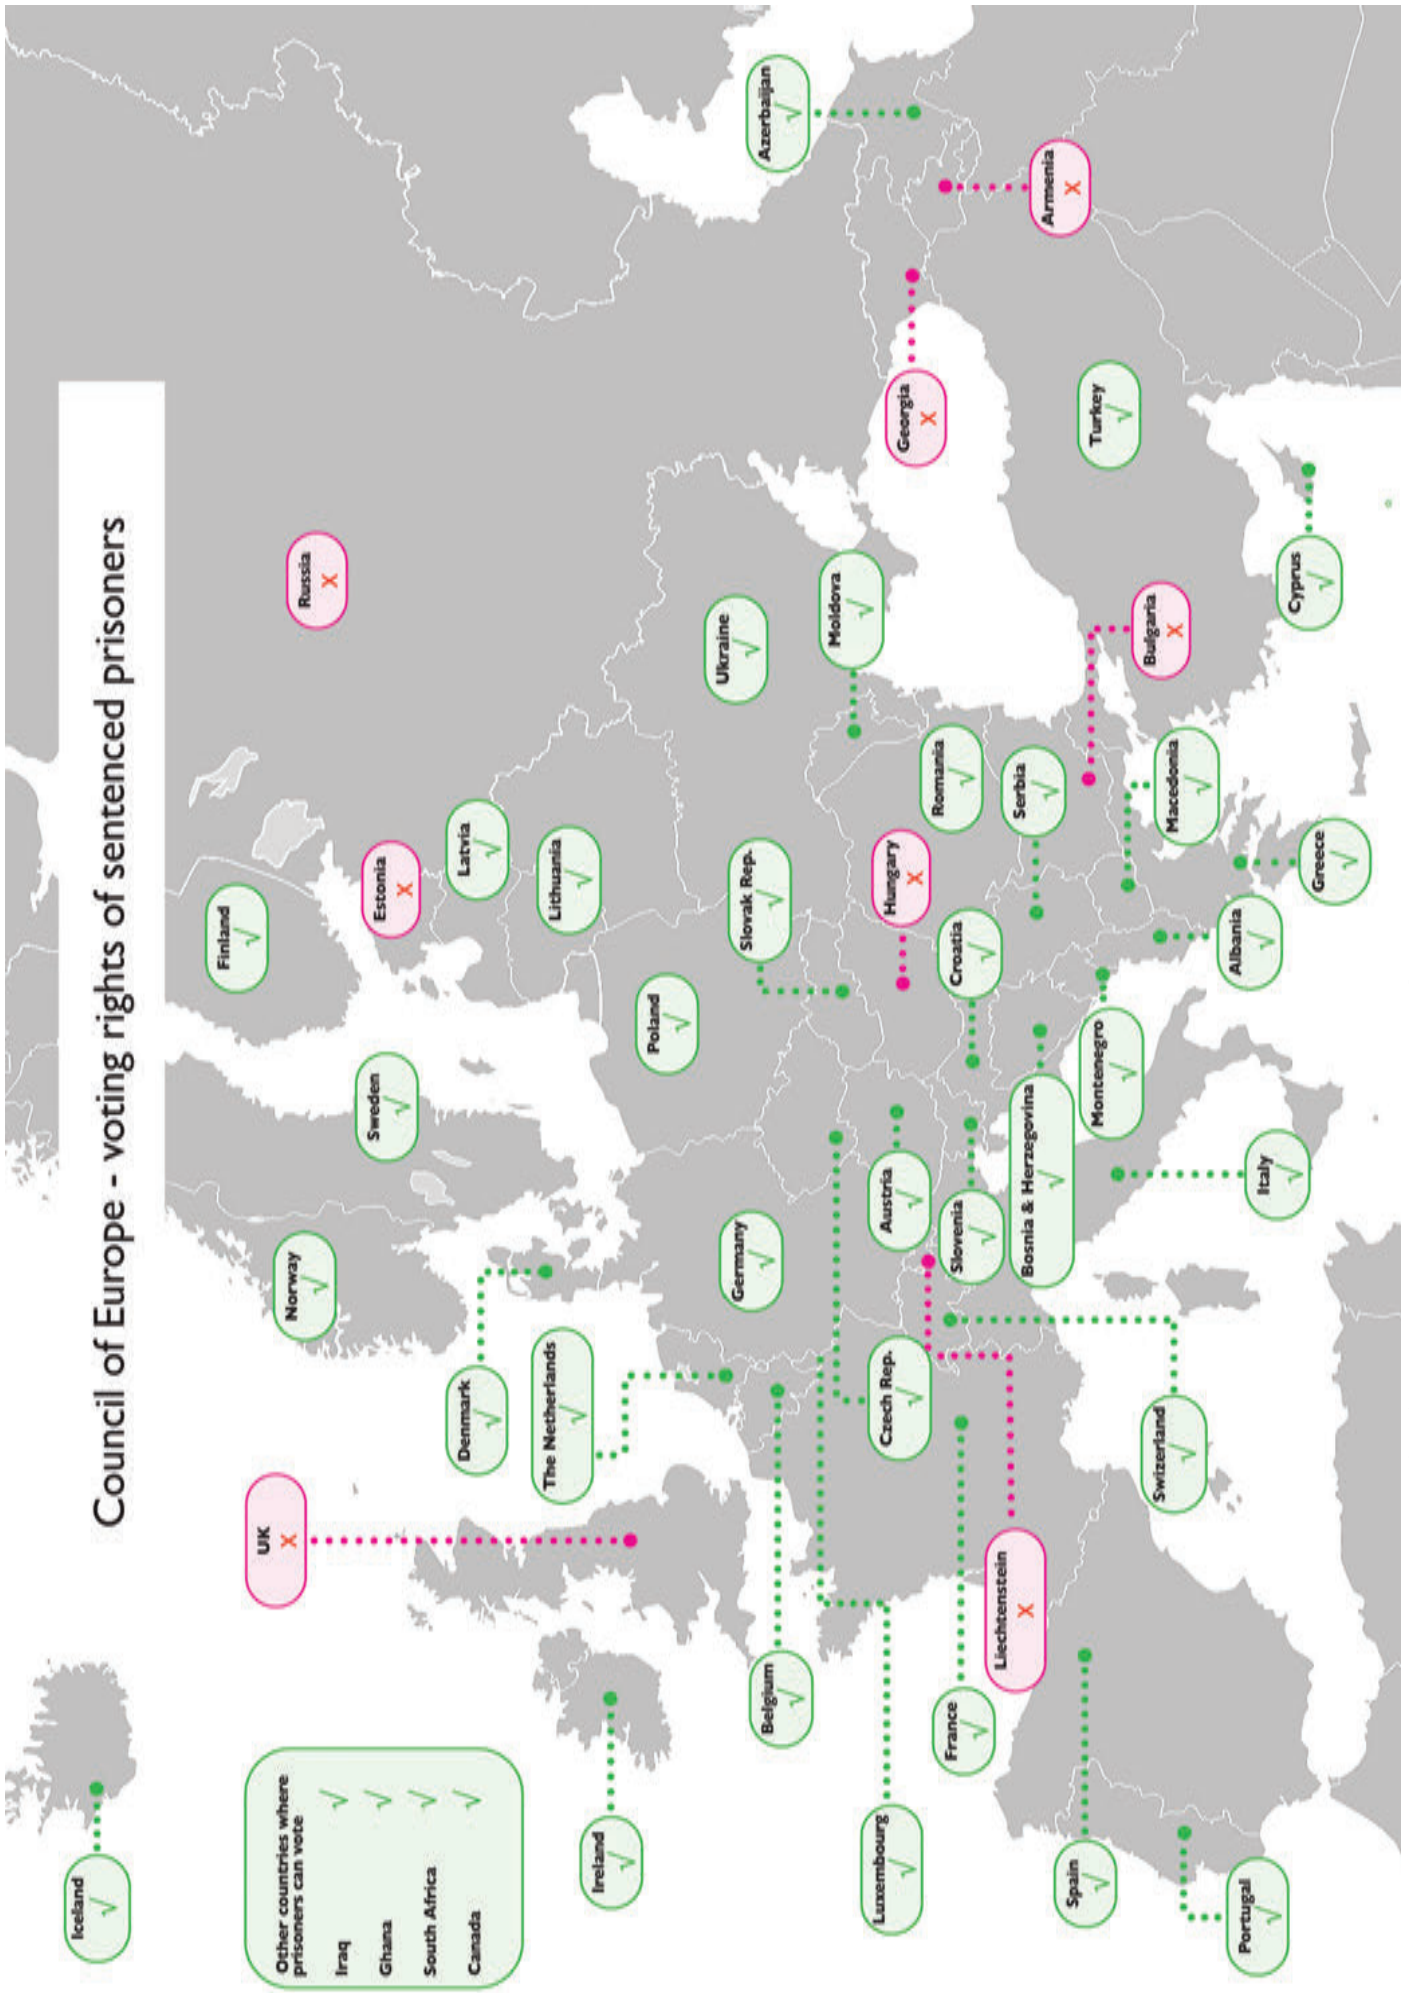 Council of Europe - voting rights of sentenced prisoners
Iceland
√
Other countries where
prisoners can vote
Iraq √
Ghana √
South Africa √
Canada √
UK
X
Norway
√
Sweden
√
Finland
√
Russia
X
Estonia
X
Denmark
√
Latvia
√
The Netherlands
√
Lithuania
√
Ireland
√
Poland
√
Ukraine
√
Belgium
√
Germany
√
Slovak Rep.
√
Azerbaijan
√
Moldova
√
Luxembourg
√
Czech Rep.
√
Austria
√
Hungary
X
Georgia
X
France
√
Slovenia
√
Croatia
√
Romania
√
Liechtenstein
X
Bosnia & Herzegovina
√
Serbia
√
Armenia
X
Spain
√
Montenegro
√
Turkey
√
Swizerland
√
Macedonia
√
Bulgaria
X
Portugal
√
Italy
√
Albania
√
Greece
√
Cyprus
√